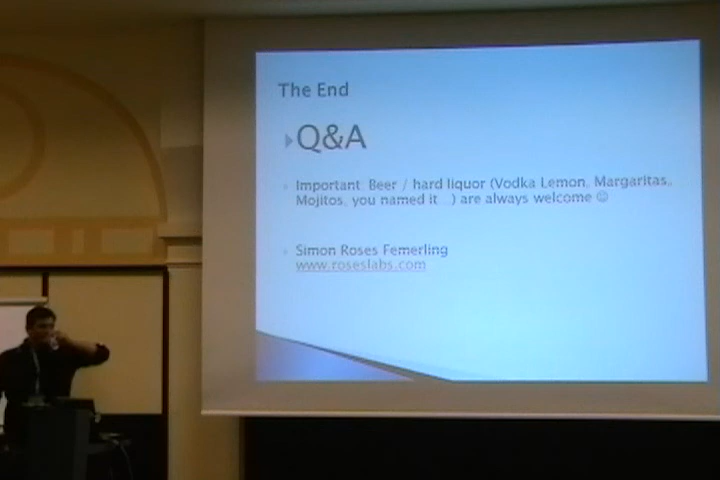 The End
Q&A
Important: Beer / hard liquor (Vodka Lemon, Margaritas,
Mojitos, you named it...) are always welcome ☺
Simon Roses Femerling
www.roseslabs.com